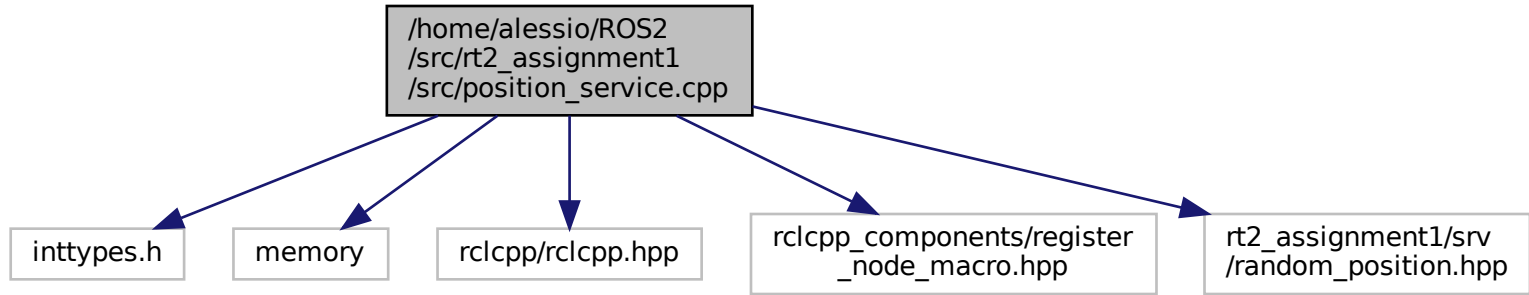 /home/alessio/ROS2
/src/rt2_assignment1
/src/position_service.cpp
inttypes.h
memory
rclcpp/rclcpp.hpp
rclcpp_components/register
_node_macro.hpp
rt2_assignment1/srv
/random_position.hpp